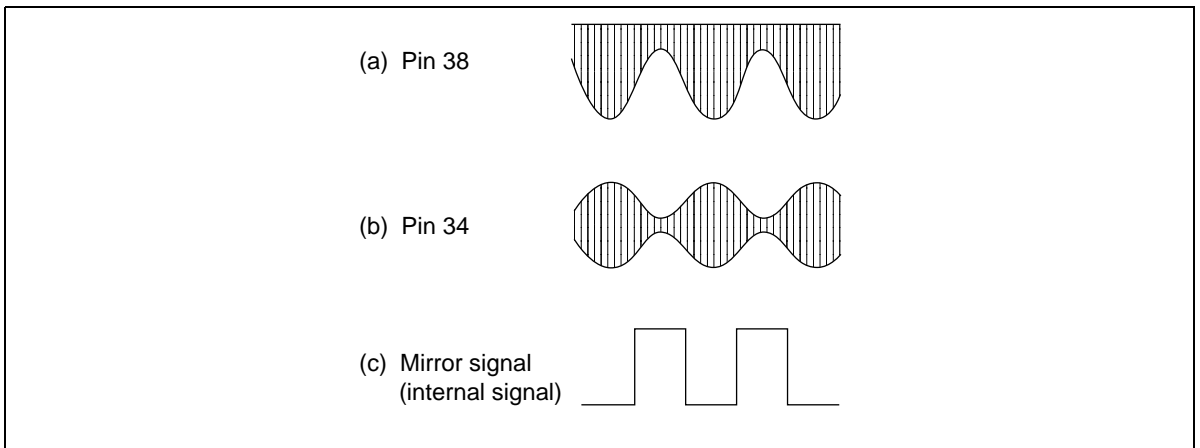 (a) Pin 38
(b) Pin 34
(c) Mirror signal
(internal signal)